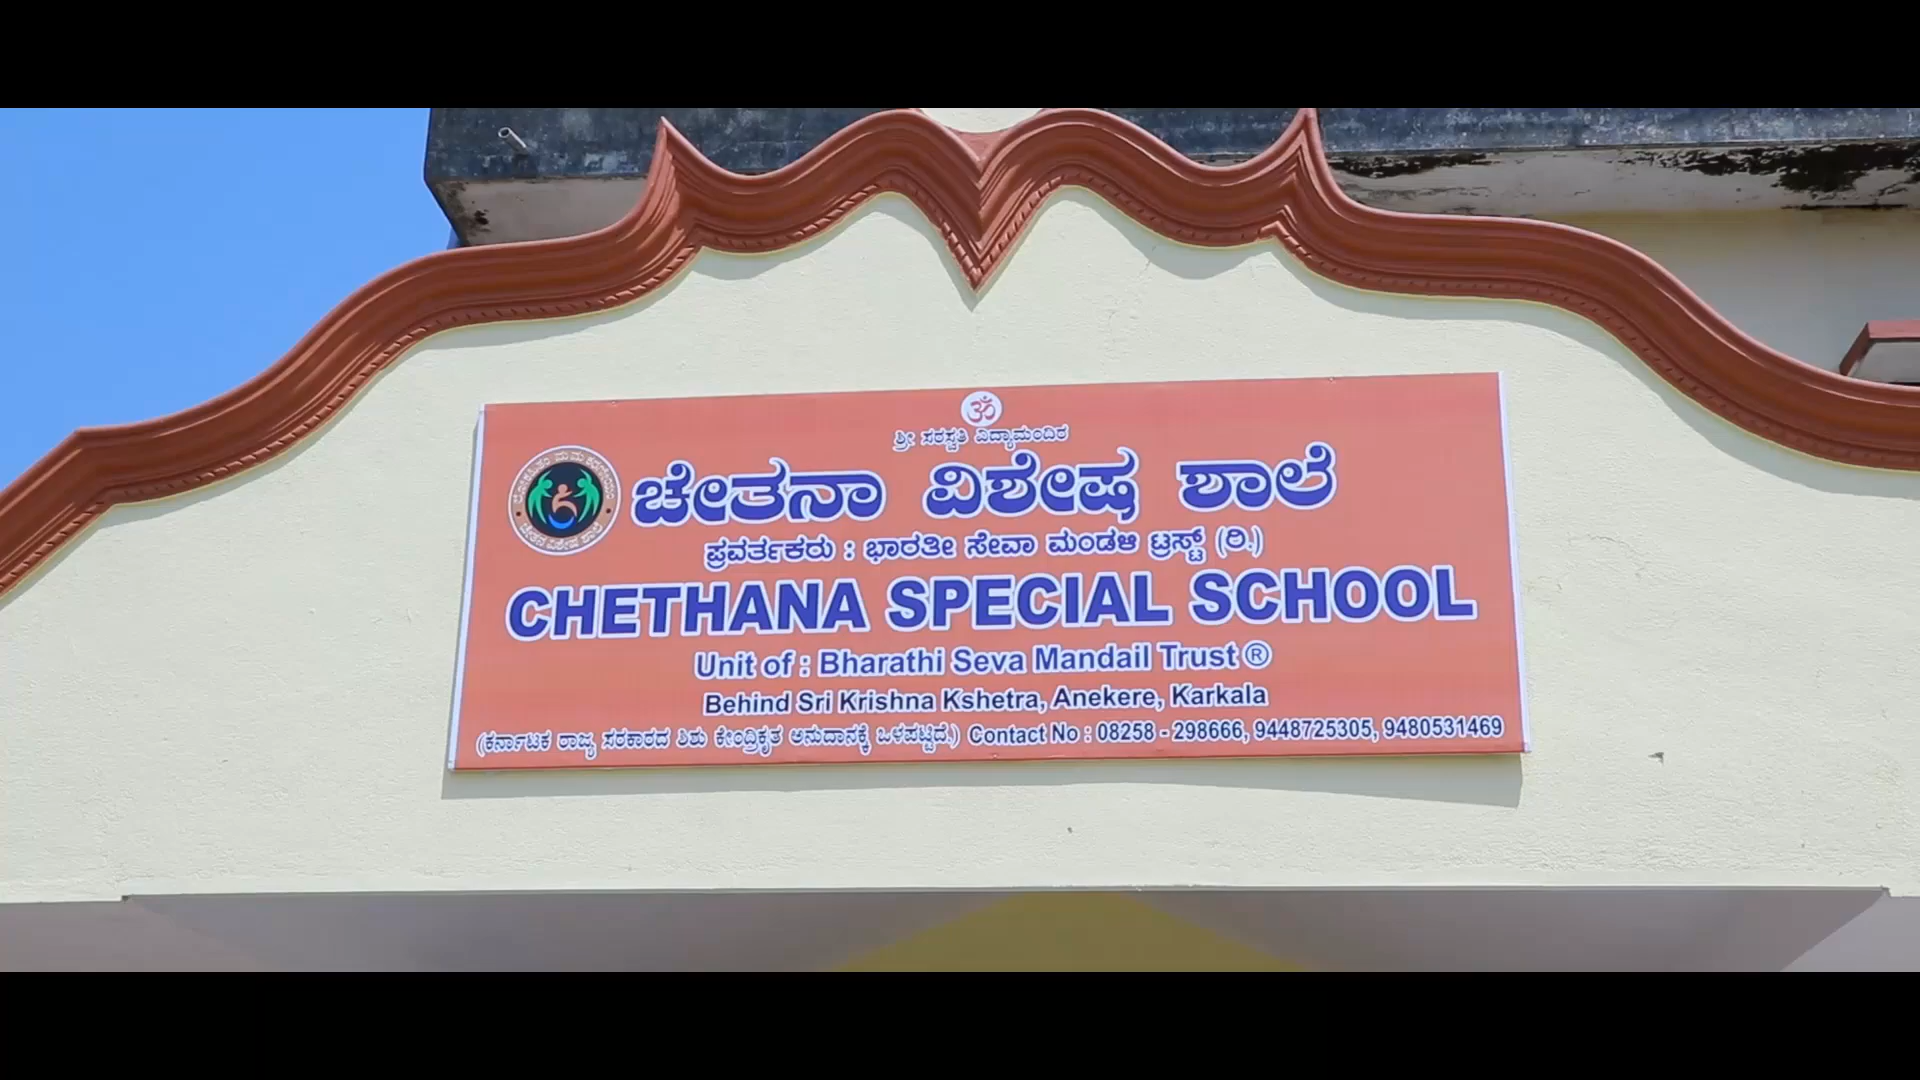 ॐ
ಶ್ರೀ ಸರಸ್ವತಿ ವಿದ್ಯಾಮಂದಿರ
ಚೇತನಾ ವಿಶೇಷ ಶಾಲೆ
ಪ್ರವರ್ತಕರು : ಭಾರತೀ ಸೇವಾ ಮಂಡಳಿ ಟ್ರಸ್ಟ್ (ರಿ.)
CHETHANA SPECIAL SCHOOL
Unit of : Bharathi Seva Mandail Trust ®
Behind Sri Krishna Kshetra, Anekere, Karkala
(ಕರ್ನಾಟಕ ರಾಜ್ಯ ಸರಕಾರದ ಶಿಶು ಕೇಂದ್ರಿಕೃತ ಅನುದಾನಕ್ಕೆ ಒಳಪಟ್ಟಿದೆ.) Contact No : 08258 - 298666, 9448725305, 9480531469